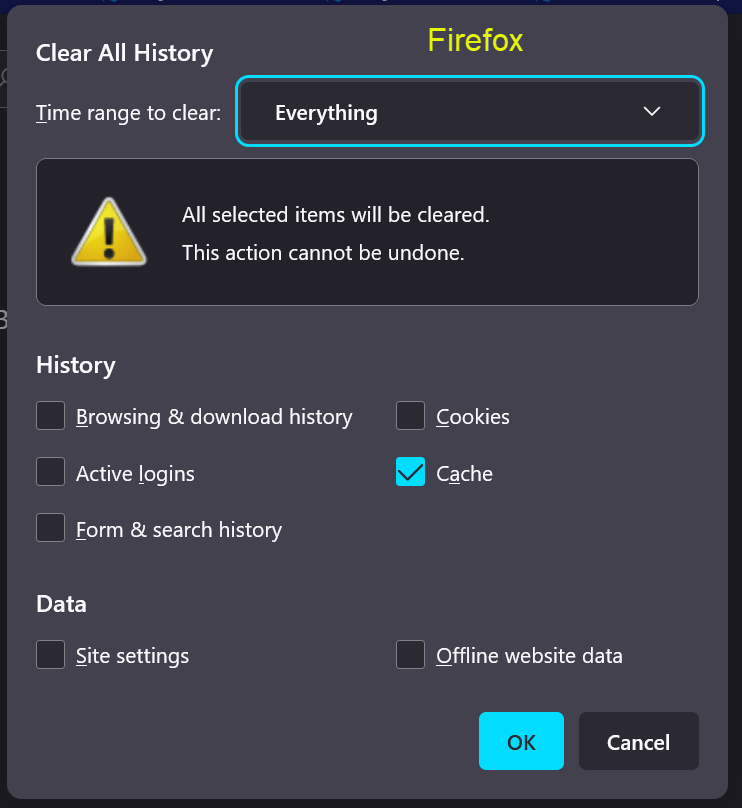 Firefox
Clear All History
Time range to clear: Everything
All selected items will be cleared.
This action cannot be undone.
History
Browsing & download history Cookies
Active logins Cache
Form & search history
Data
Site settings Offline website data
OK Cancel